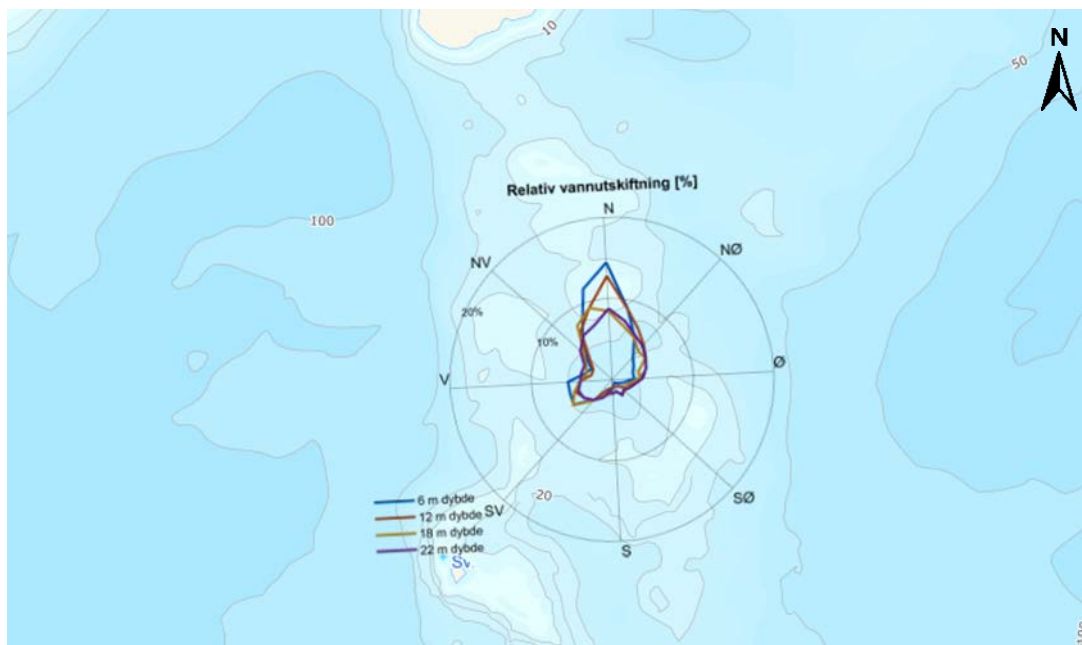 10
N
50
Relativ vannutskiftning [%]
N
100
NØ
NV
20%
10%
Ø
V
6 m dybde
20
SØ
12 m dybde
SV
18 m dybde
S
22 m dybde
Sv.